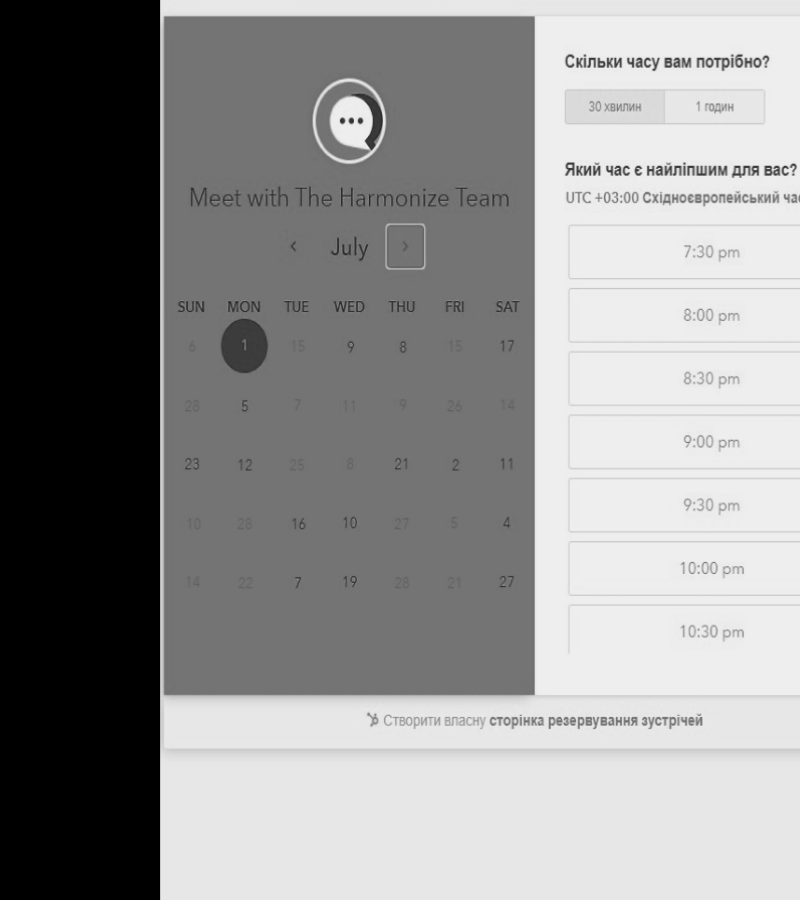 Meet with The Harmonize Team
July
SUN MON TUE WED THU FRI SAT
6 1 15 9 8 15 17
28 5 7 11 9 26 14
23 12 25 8 21 2 11
10 28 16 10 27 5 4
14 22 7 19 28 21 27
Скільки часу вам потрібно?
30 хвилин 1 годин
Який час є найліпшим для вас?
UTC +03:00 Східноєвропейський
7:30 pm
8:00 pm
8:30 pm
9:00 pm
9:30 pm
10:00 pm
10:30 pm
Створити власну сторінка резервування зустрічей